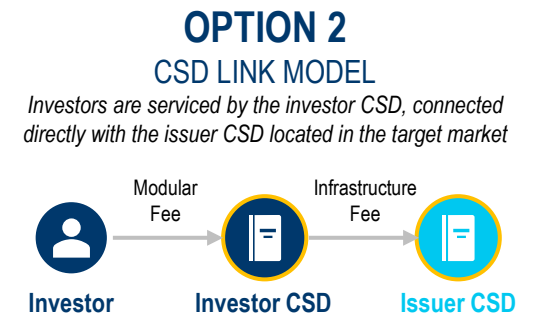 OPTION 2
CSD LINK MODEL
Investors are serviced by the investor CSD, connected
directly with the issuer CSD located in the target market
Modular
Fee
Infrastructure
Fee
Investor
Investor CSD
Issuer CSD